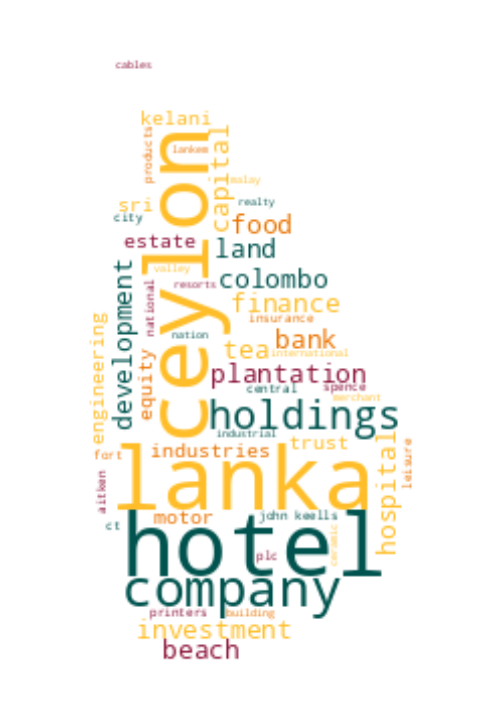 cables
kelani
products
lankem
ceylon
capital
malay
sri
realty
city
food
estate
land
valley
development
national
resorts
colombo
finance
engineering
insurance
nation
equity
bank
tea
international
plantation
central
spence
merchant
holdings
industrial
trust
industries
hospital
leisure
fort
lanka
aitken
motor
john keells
ct
hotel
ceramic
plc
company
printers
building
investment
beach